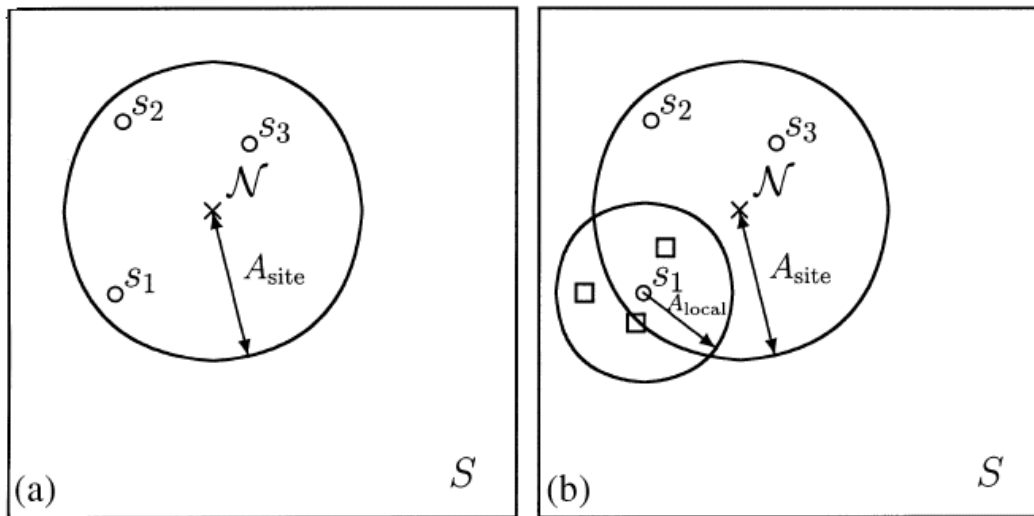 s₂
s₃
𝒩
s₁
A_site
S
(a)
s₂
s₃
𝒩
s₁
A_site
A_local
S
(b)